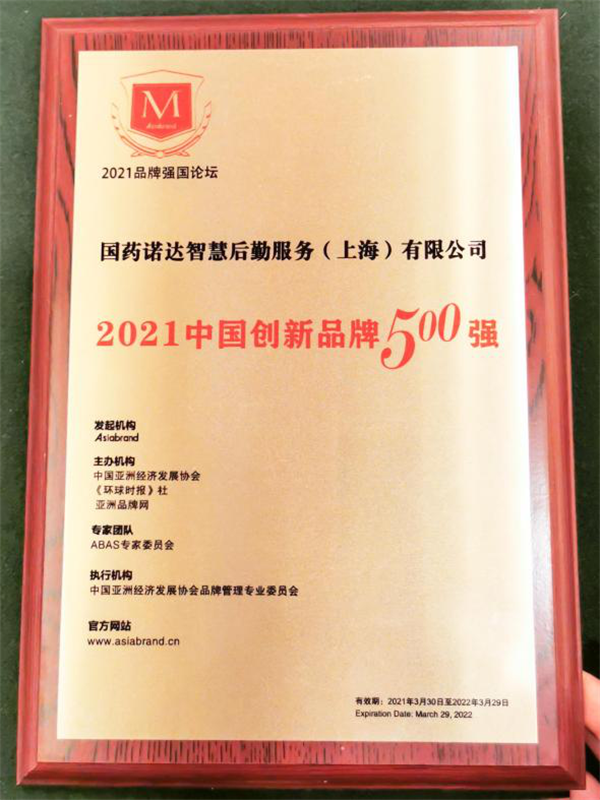 M
Asiabrand
2021品牌强国论坛
国药诺达智慧后勤服务（上海）有限公司
2021中国创新品牌500强
发起机构
Asiabrand
主办机构
中国亚洲经济发展协会
《环球时报》社
亚洲品牌网
专家团队
ABAS专家委员会
执行机构
中国亚洲经济发展协会品牌管理专业委员会
官方网站
www.asiabrand.cn
有效期：2021年3月30日至2022年3月29日
Expiration Date: March 29, 2022